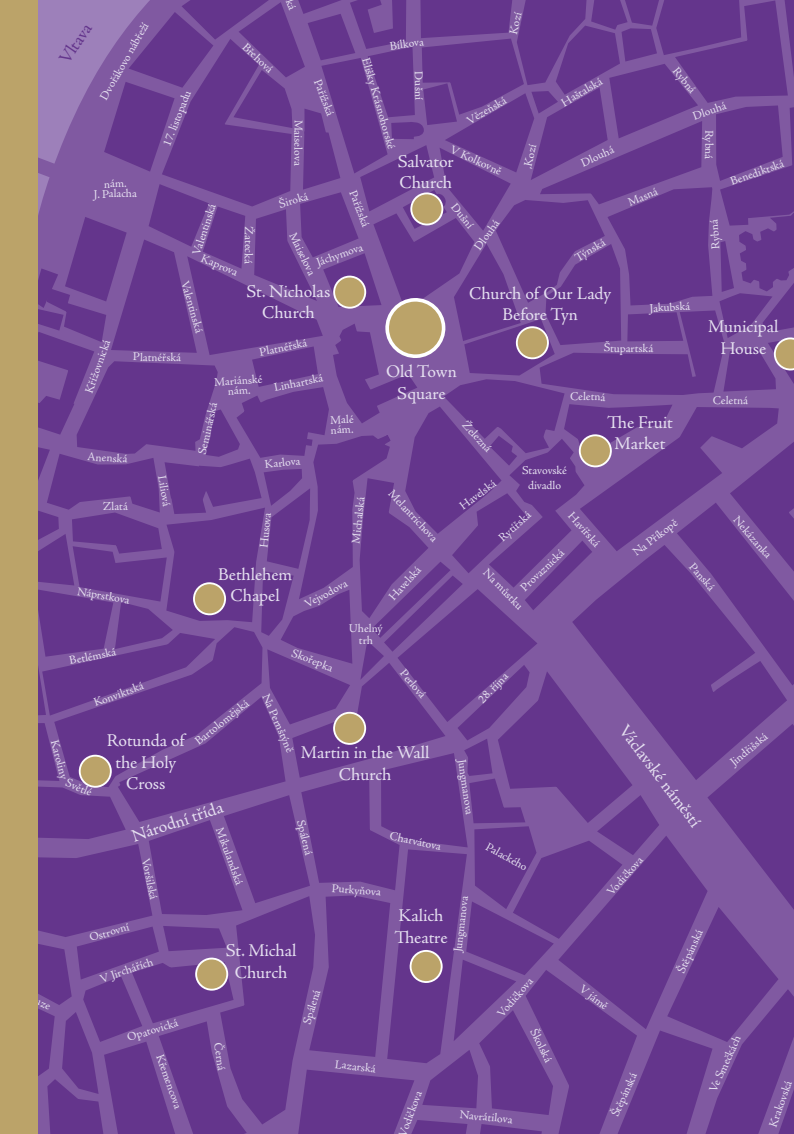 Vltava
Dvořákovo nábřeží
17. listopadu
Břehová
Pařížská
Elišky Krásnohorské
Bílkova
Dušní
Kozí
Vězeňská
Haštalská
Rybná
Dlouhá
Maiselova
V Kolkovně
Kozí
Dlouhá
Rybná
Benediktská
nám.
J. Palacha
Salvator
Church
Široká
Pařížská
Dušní
Dlouhá
Masná
Valentinská
Žatecká
Maiselova
Jáchymova
Týnská
Rybná
Kaprova
St. Nicholas
Church
Church of Our Lady
Before Tyn
Valentinská
Jakubská
Municipal
House
Křižovnická
Platnéřská
Platnéřská
Štupartská
Old Town
Square
Mariánské
nám.
Linhartská
Celetná
Celetná
Seminářská
Malé
nám.
Železná
The Fruit
Market
Anenská
Karlova
Stavovské
divadlo
Liliová
Zlatá
Husova
Michalská
Melantrichova
Havelská
Rytířská
Havířská
Na Příkopě
Nekázanka
Bethlehem
Chapel
Vejvodova
Havelská
Na můstku
Provaznická
Panská
Náprstkova
Uhelný
trh
Betlémská
Skořepka
Konviktská
Perlová
28. října
Na Perštýně
Bartolomějská
Karoliny Světlé
Rotunda of
the Holy
Cross
Martin in the Wall
Church
Václavské náměstí
Jindřišská
Jungmanova
Národní třída
Spálená
Charvátova
Palackého
Voršilská
Mikulandská
Vodičkova
Purkyňova
Kalich
Theatre
Jungmanova
Ostrovní
Štěpánská
V Jirchářích
St. Michal
Church
Spálená
Vodičkova
V jámě
Opatovická
Černá
Školská
Křemencova
Lazarská
Ve Smečkách
Štěpánská
Navrátilova
Vodičkova
Krakovská